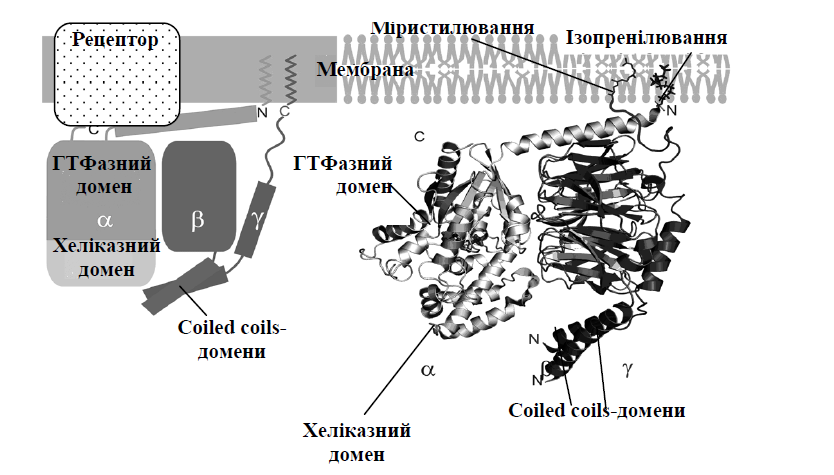 Рецептор
Мембрана
N
C
C
ГТФазний
домен
α
β
γ
Хеліказний
домен
Coiled coils-
домени
Міристилювання
Ізопренілювання
N
C
ГТФазний
домен
N
N
α
γ
Coiled coils-домени
Хеліказний
домен